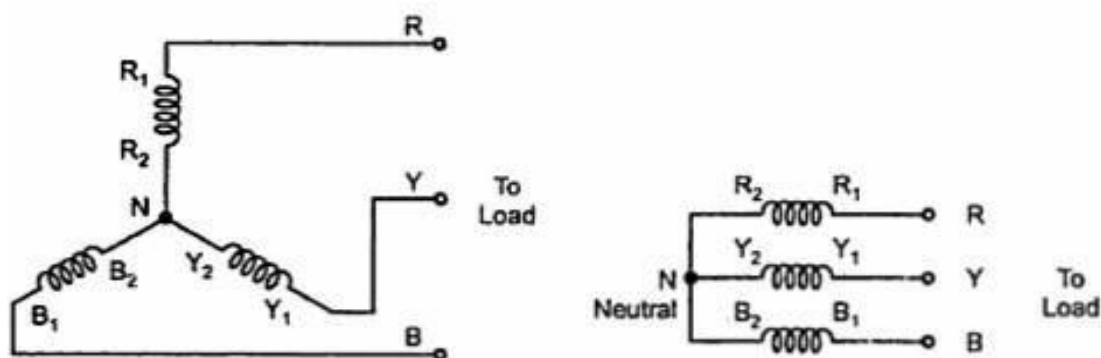 R
R₁
R₂
N
Y
To
Load
B₂
Y₂
B₁
Y₁
B
R₂ R₁
R
Y₂ Y₁
N
Neutral
Y
To
Load
B₂ B₁
B